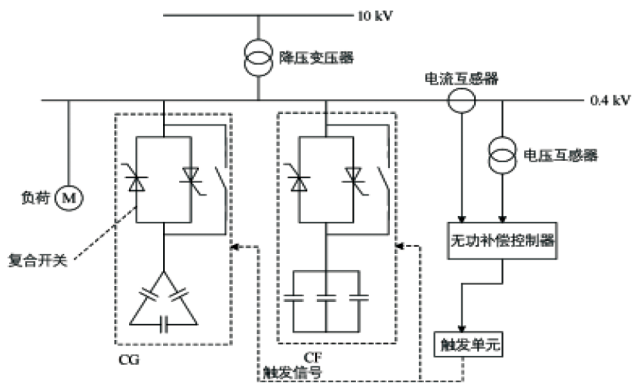 10 kV
降压变压器
电流互感器
0.4 kV
电压互感器
负荷
M
无功补偿控制器
复合开关
触发单元
CG
CF
触发信号